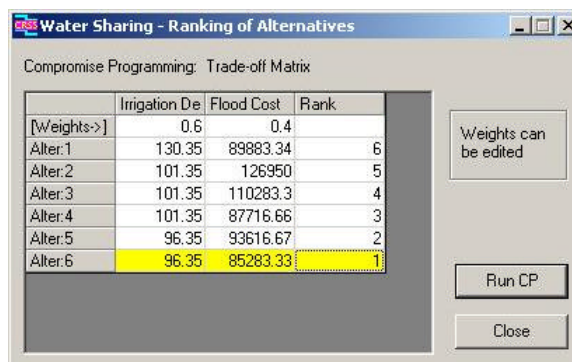 CRSS Water Sharing - Ranking of Alternatives
Compromise Programming: Trade-off Matrix
Irrigation De Flood Cost Rank
[Weights->] 0.6 0.4
Alter:1 130.35 89883.34 6
Alter:2 101.35 126950 5
Alter:3 101.35 110283.3 4
Alter:4 101.35 87716.66 3
Alter:5 96.35 93616.67 2
Alter:6 96.35 85283.33 1
Weights can
be edited
Run CP
Close